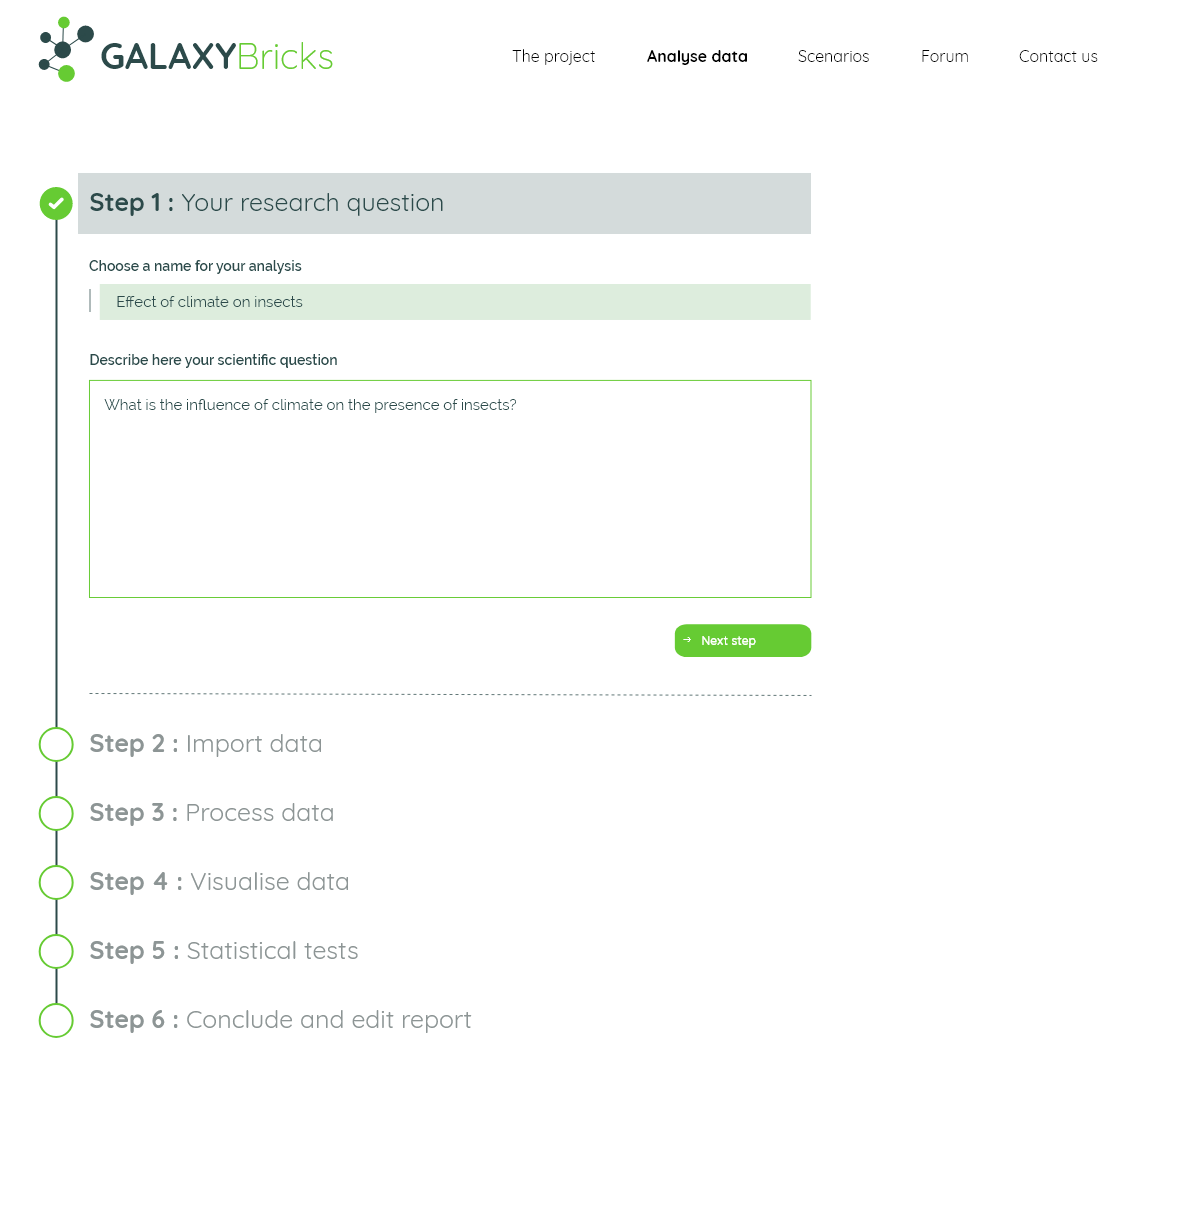 GALAXYBricks
The project Analyse data Scenarios Forum Contact us
Step 1 : Your research question
Choose a name for your analysis
Effect of climate on insects
Describe here your scientific question
What is the influence of climate on the presence of insects?
→ Next step
Step 2 : Import data
Step 3 : Process data
Step 4 : Visualise data
Step 5 : Statistical tests
Step 6 : Conclude and edit report